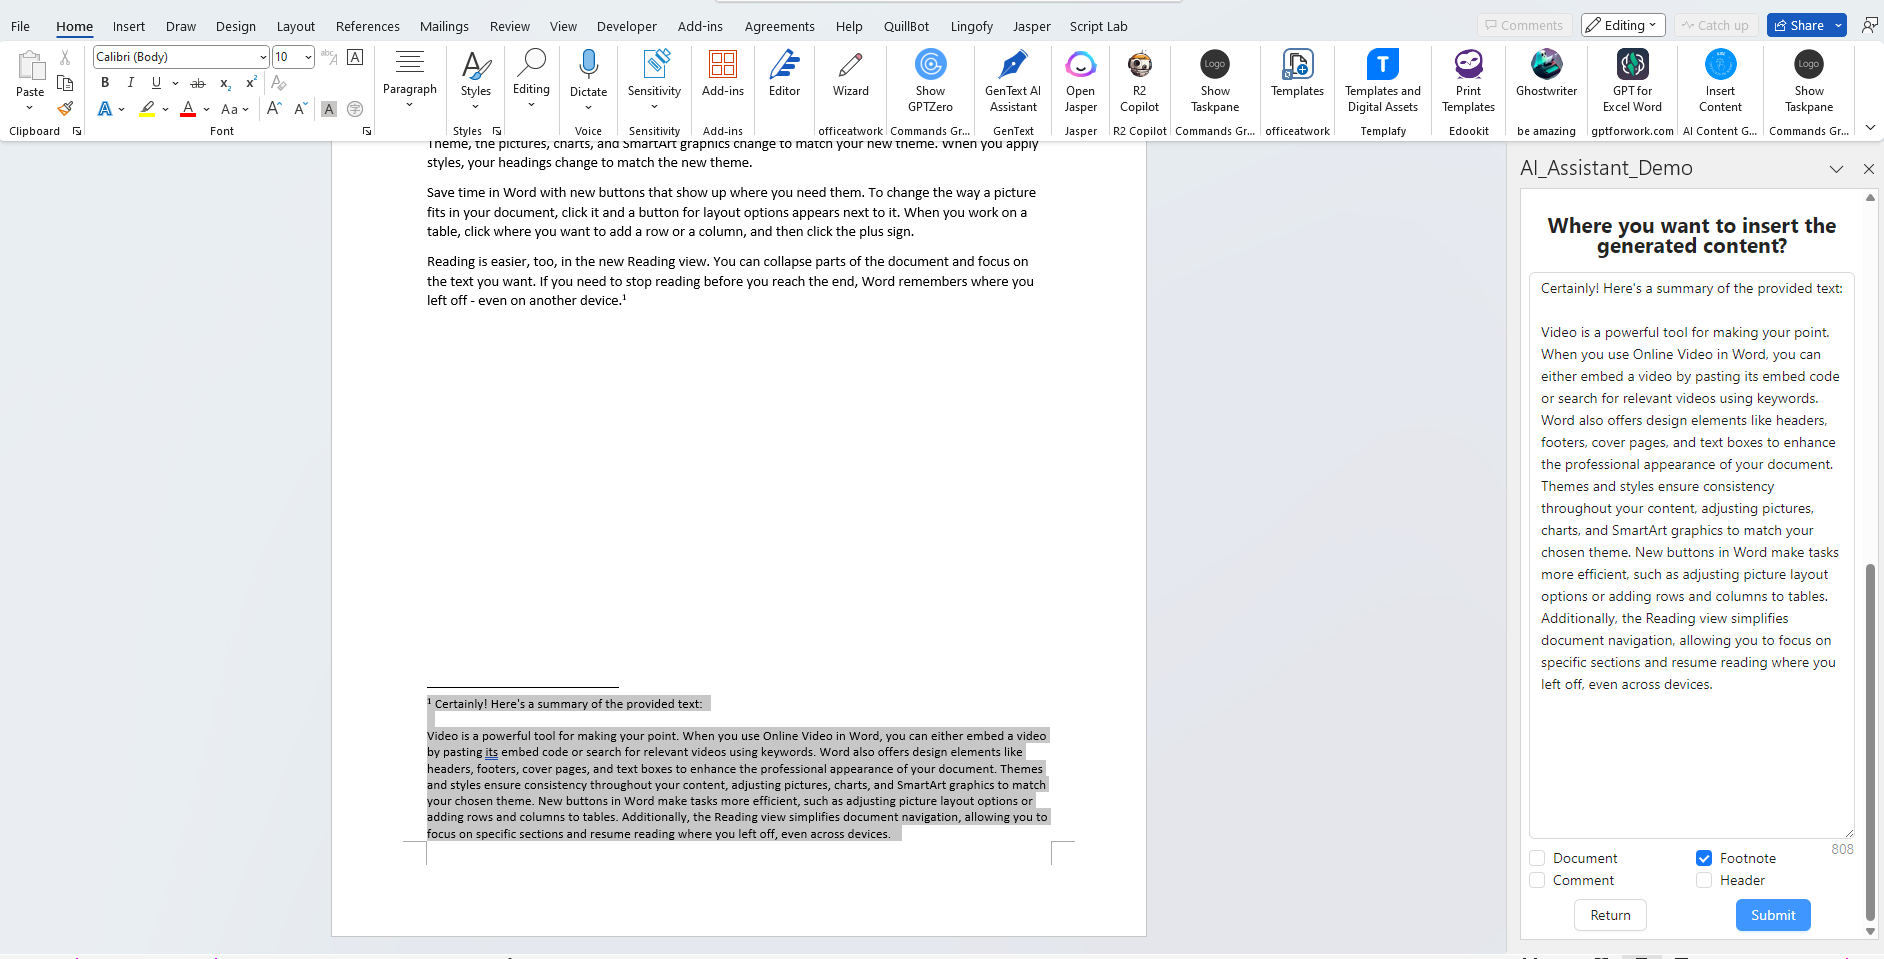 File Home Insert Draw Design Layout References Mailings Review View Developer Add-ins Agreements Help QuillBot Lingofy Jasper Script Lab
Comments Editing Catch up Share
Calibri (Body) 10
Paste
B I U ab x₂ x²
A Aa A A A
Paragraph
Styles
Editing
Dictate
Sensitivity
Add-ins
Editor
Wizard
Show GPTZero
GenText AI Assistant
Open Jasper
R2 Copilot
Logo
Show Taskpane
Templates
Templates and Digital Assets
Print Templates
Ghostwriter
GPT for Excel Word
Insert Content
Logo
Show Taskpane
Clipboard Font Styles Voice Sensitivity Add-ins officeatwork Commands Gr... GenText Jasper R2 Copilot Commands Gr... officeatwork Templafy Edookit be amazing gptforwork.com AI Content G... Commands Gr...
Theme, the pictures, charts, and SmartArt graphics change to match your new theme. When you apply
styles, your headings change to match the new theme.
Save time in Word with new buttons that show up where you need them. To change the way a picture
fits in your document, click it and a button for layout options appears next to it. When you work on a
table, click where you want to add a row or a column, and then click the plus sign.
Reading is easier, too, in the new Reading view. You can collapse parts of the document and focus on
the text you want. If you need to stop reading before you reach the end, Word remembers where you
left off - even on another device.¹
¹ Certainly! Here's a summary of the provided text:
Video is a powerful tool for making your point. When you use Online Video in Word, you can either embed a video
by pasting its embed code or search for relevant videos using keywords. Word also offers design elements like
headers, footers, cover pages, and text boxes to enhance the professional appearance of your document. Themes
and styles ensure consistency throughout your content, adjusting pictures, charts, and SmartArt graphics to match
your chosen theme. New buttons in Word make tasks more efficient, such as adjusting picture layout options or
adding rows and columns to tables. Additionally, the Reading view simplifies document navigation, allowing you to
focus on specific sections and resume reading where you left off, even across devices.
AI_Assistant_Demo
Where you want to insert the
generated content?
Certainly! Here's a summary of the provided text:
Video is a powerful tool for making your point.
When you use Online Video in Word, you can
either embed a video by pasting its embed code
or search for relevant videos using keywords.
Word also offers design elements like headers,
footers, cover pages, and text boxes to enhance
the professional appearance of your document.
Themes and styles ensure consistency
throughout your content, adjusting pictures,
charts, and SmartArt graphics to match your
chosen theme. New buttons in Word make tasks
more efficient, such as adjusting picture layout
options or adding rows and columns to tables.
Additionally, the Reading view simplifies
document navigation, allowing you to focus on
specific sections and resume reading where you
left off, even across devices.
808
Document Footnote
Comment Header
Return Submit